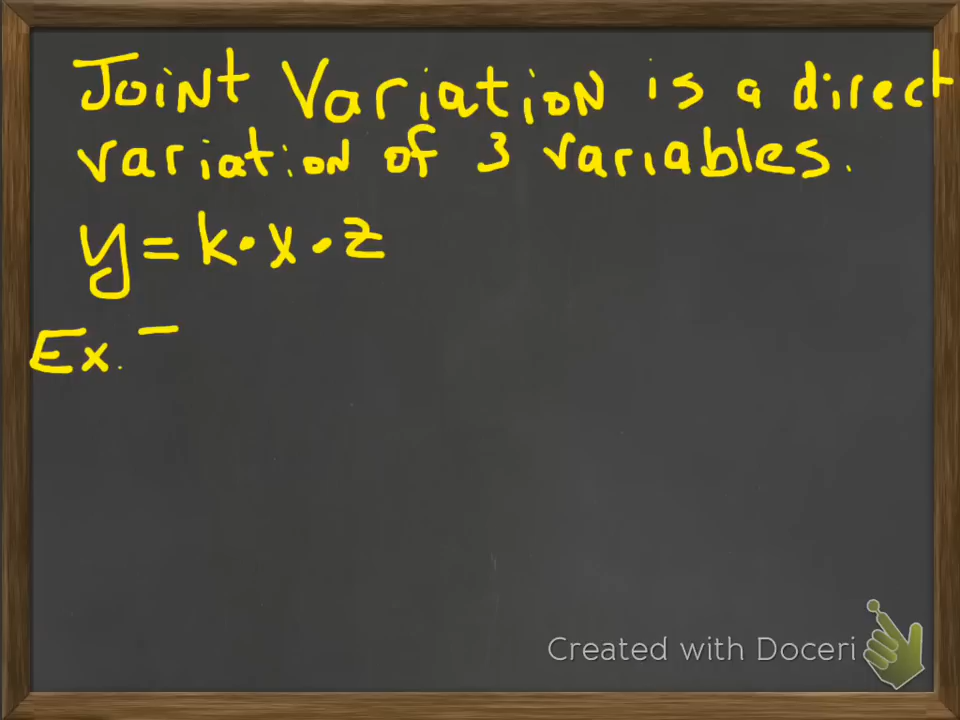 Joint Variation is a direct
variation of 3 variables.
y = k • x • z
Ex.
Created with Doceri